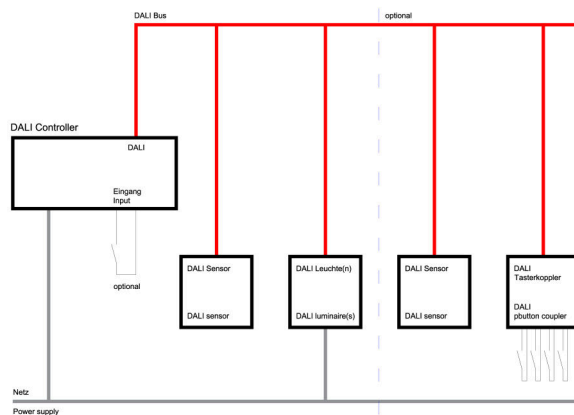 DALI Bus
optional
DALI Controller
DALI
Eingang
Input
optional
DALI Sensor
DALI sensor
DALI Leuchte(n)
DALI luminaire(s)
DALI Sensor
DALI sensor
DALI
Tasterkoppler
DALI
pbutton coupler
Netz
Power supply